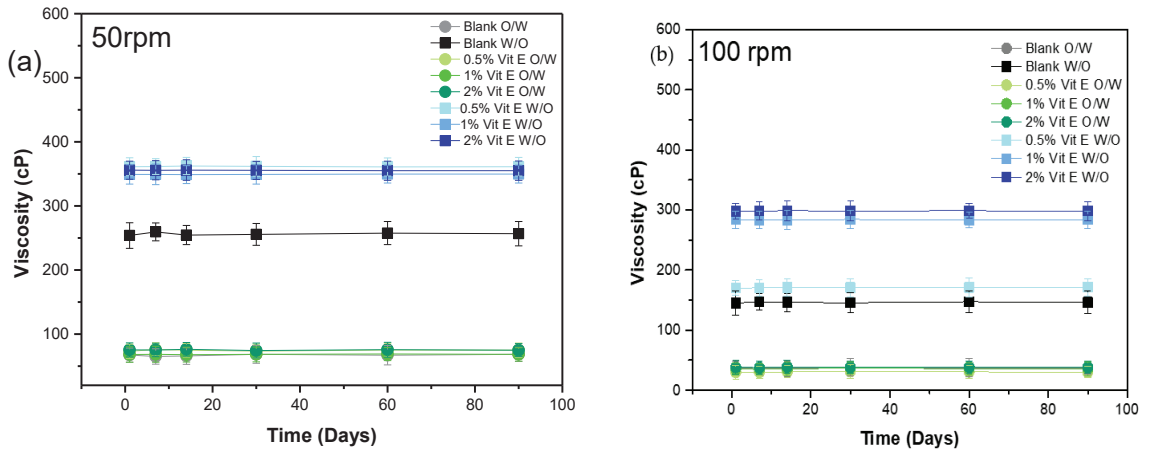 (a)
50rpm
Blank O/W
Blank W/O
0.5% Vit E O/W
1% Vit E O/W
2% Vit E O/W
0.5% Vit E W/O
1% Vit E W/O
2% Vit E W/O
600
500
400
300
200
100
Viscosity (cP)
0 20 40 60 80 100
Time (Days)
(b)
100 rpm
Blank O/W
Blank W/O
0.5% Vit E O/W
1% Vit E O/W
2% Vit E O/W
0.5% Vit E W/O
1% Vit E W/O
2% Vit E W/O
600
500
400
300
200
100
0
Viscosity (cP)
0 20 40 60 80 100
Time (Days)